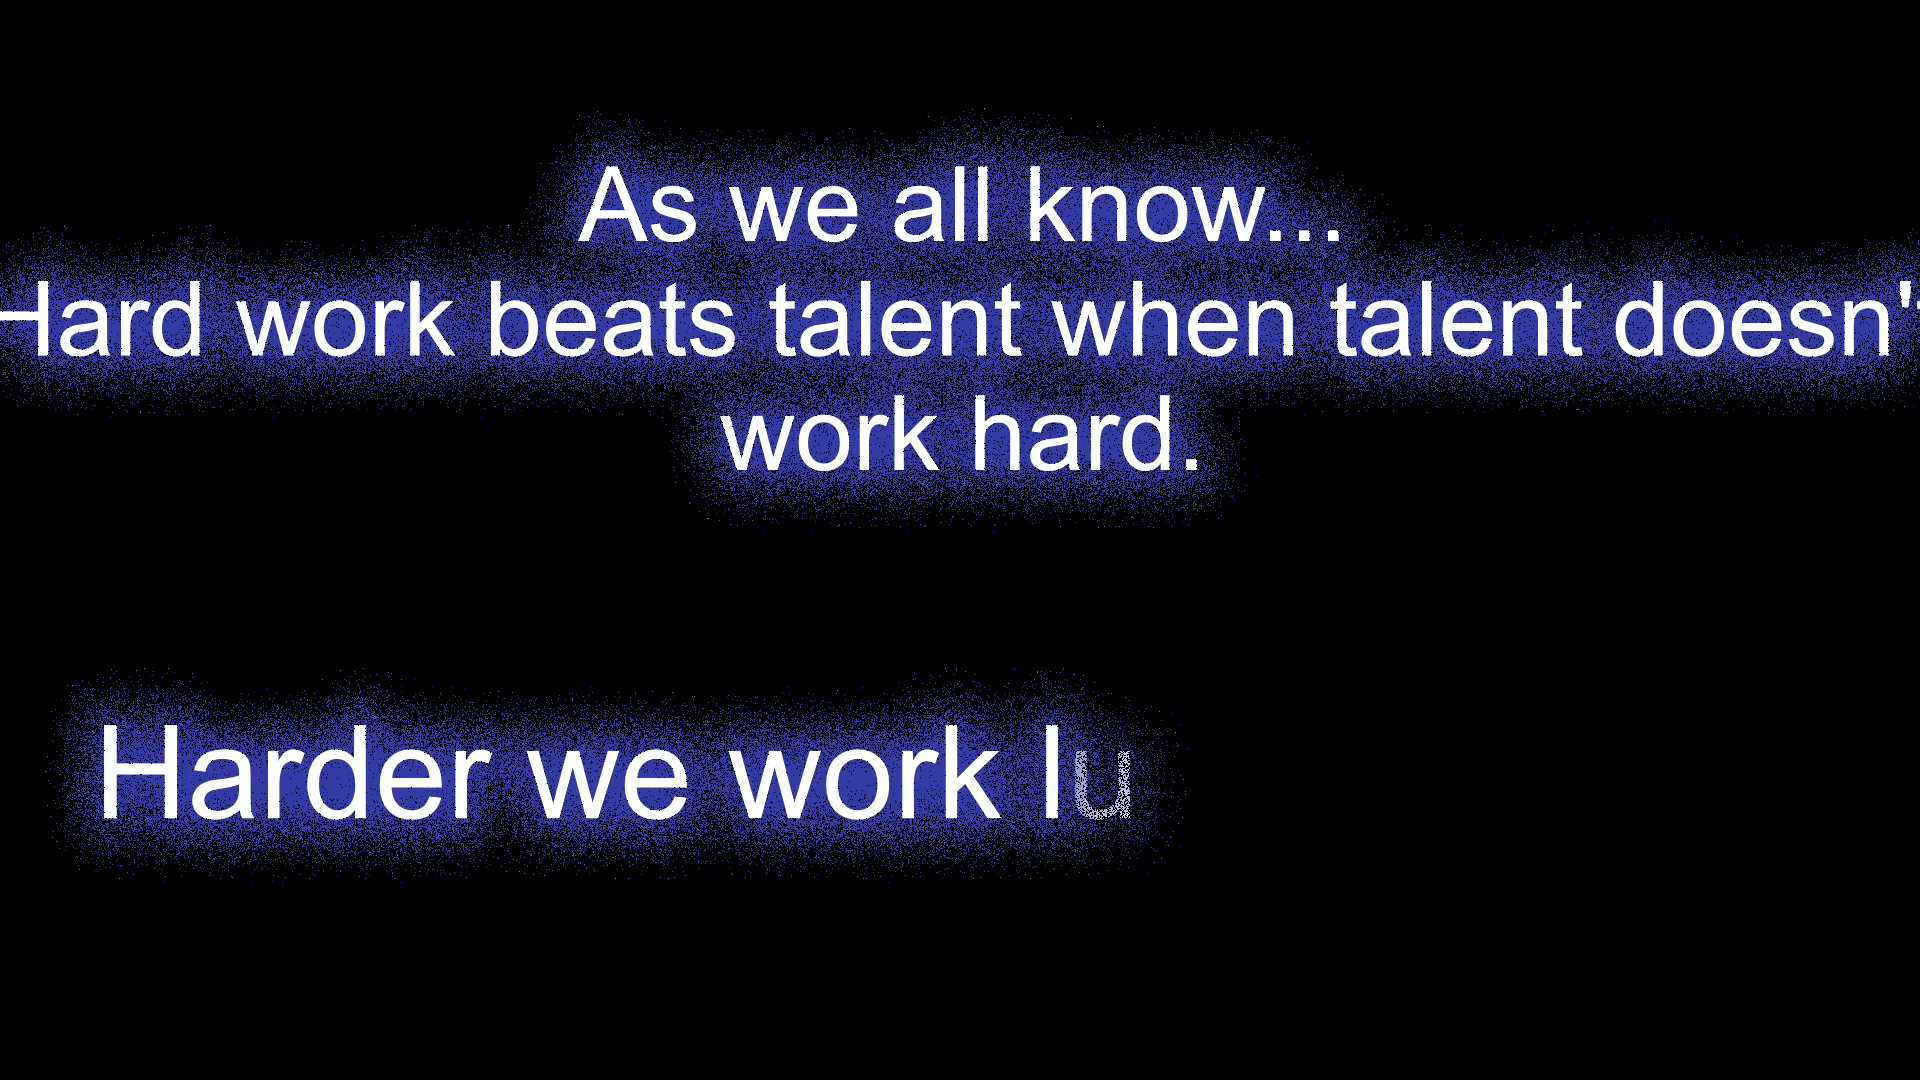 As we all know...
Hard work beats talent when talent doesn't
work hard.
Harder we work lu